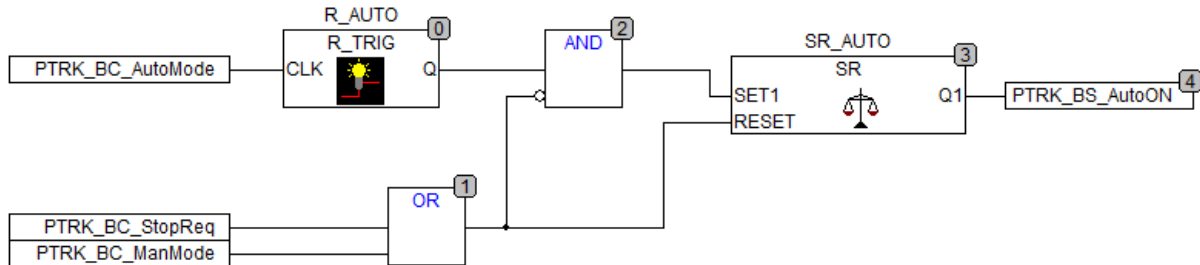 R_AUTO
0
R_TRIG
PTRK_BC_AutoMode
CLK
Q
AND
2
SR_AUTO
3
SR
SET1
Q1
RESET
PTRK_BS_AutoON
4
OR
1
PTRK_BC_StopReq
PTRK_BC_ManMode